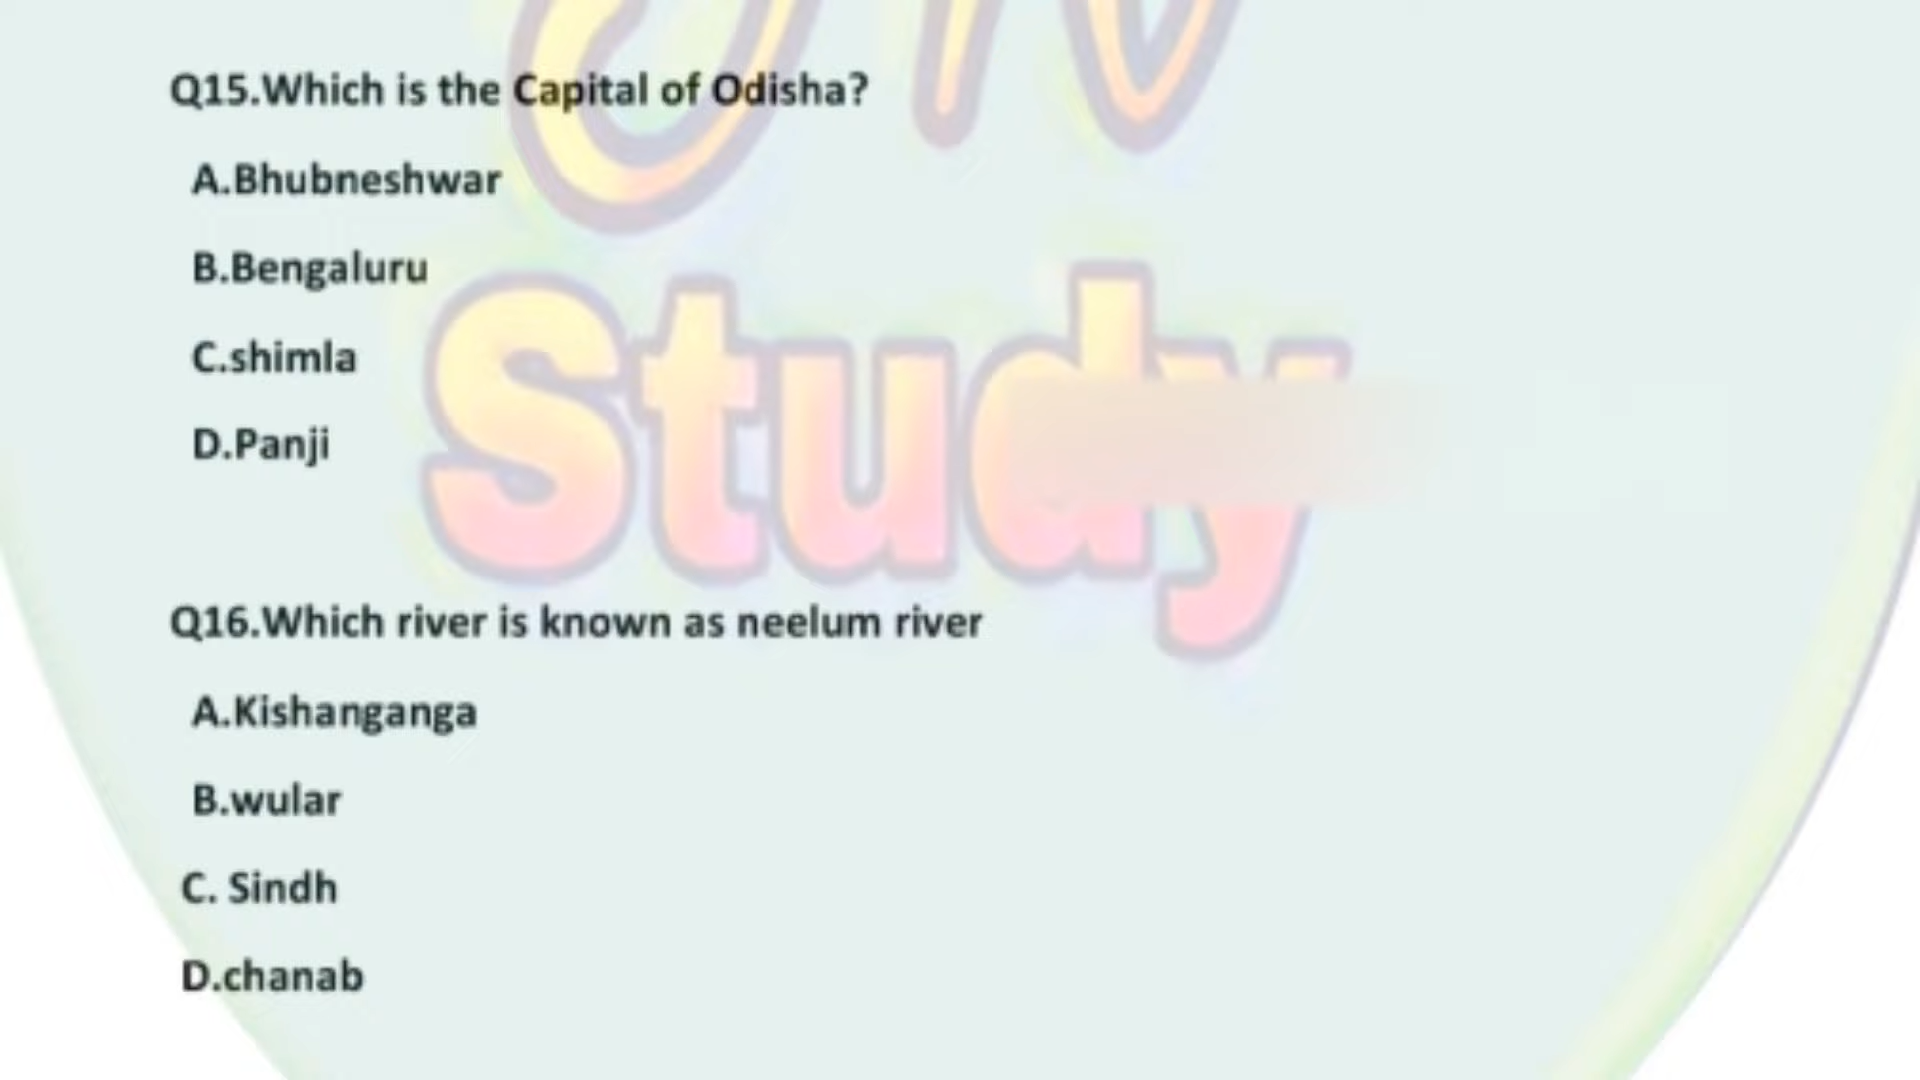 Q15.Which is the Capital of Odisha?
A.Bhubneshwar
B.Bengaluru
C.shimla
D.Panji
Study
Q16.Which river is known as neelum river
A.Kishanganga
B.wular
C. Sindh
D.chanab